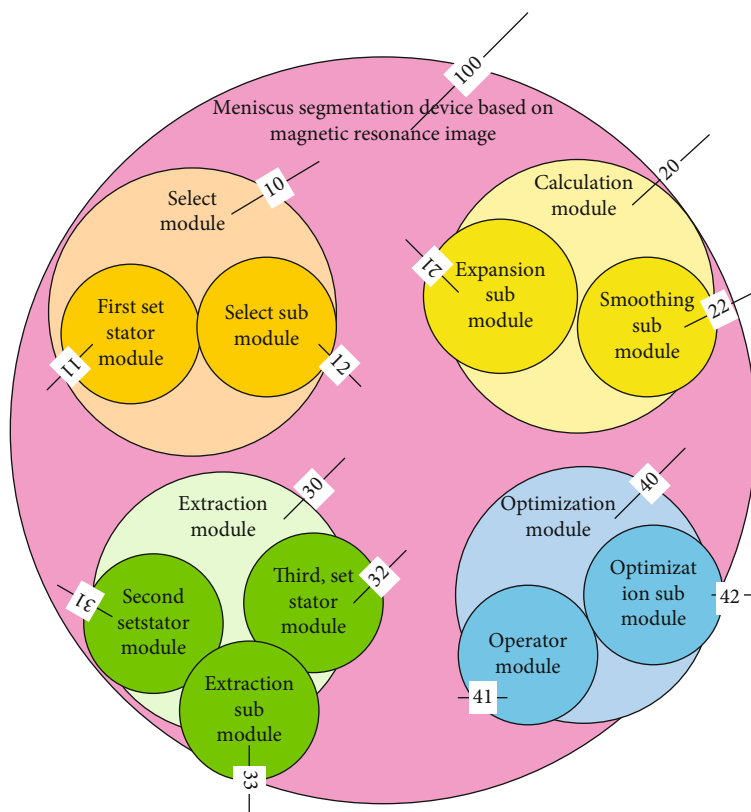 100
Meniscus segmentation device based on
magnetic resonance image
10
Select
module
First set
stator
module
11
Select sub
module
12
20
Calculation
module
21
Expansion
sub
module
Smoothing
sub
module
22
30
Extraction
module
31
Second
setstator
module
Third, set
stator
module
32
Extraction
sub
module
33
40
Optimization
module
Optimizat
ion sub
module
42
Operator
module
41